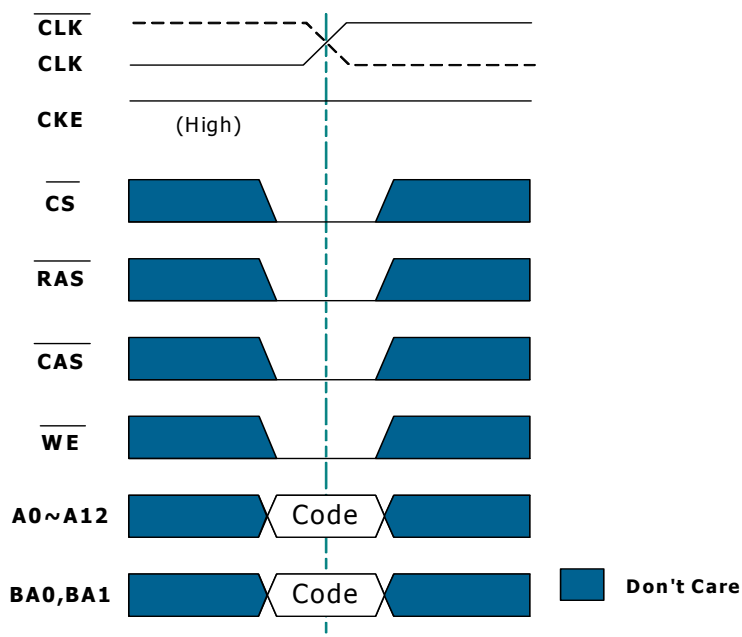 CLK
CLK
CKE
(High)
CS
RAS
CAS
WE
A0~A12
Code
BA0,BA1
Code
Don't Care